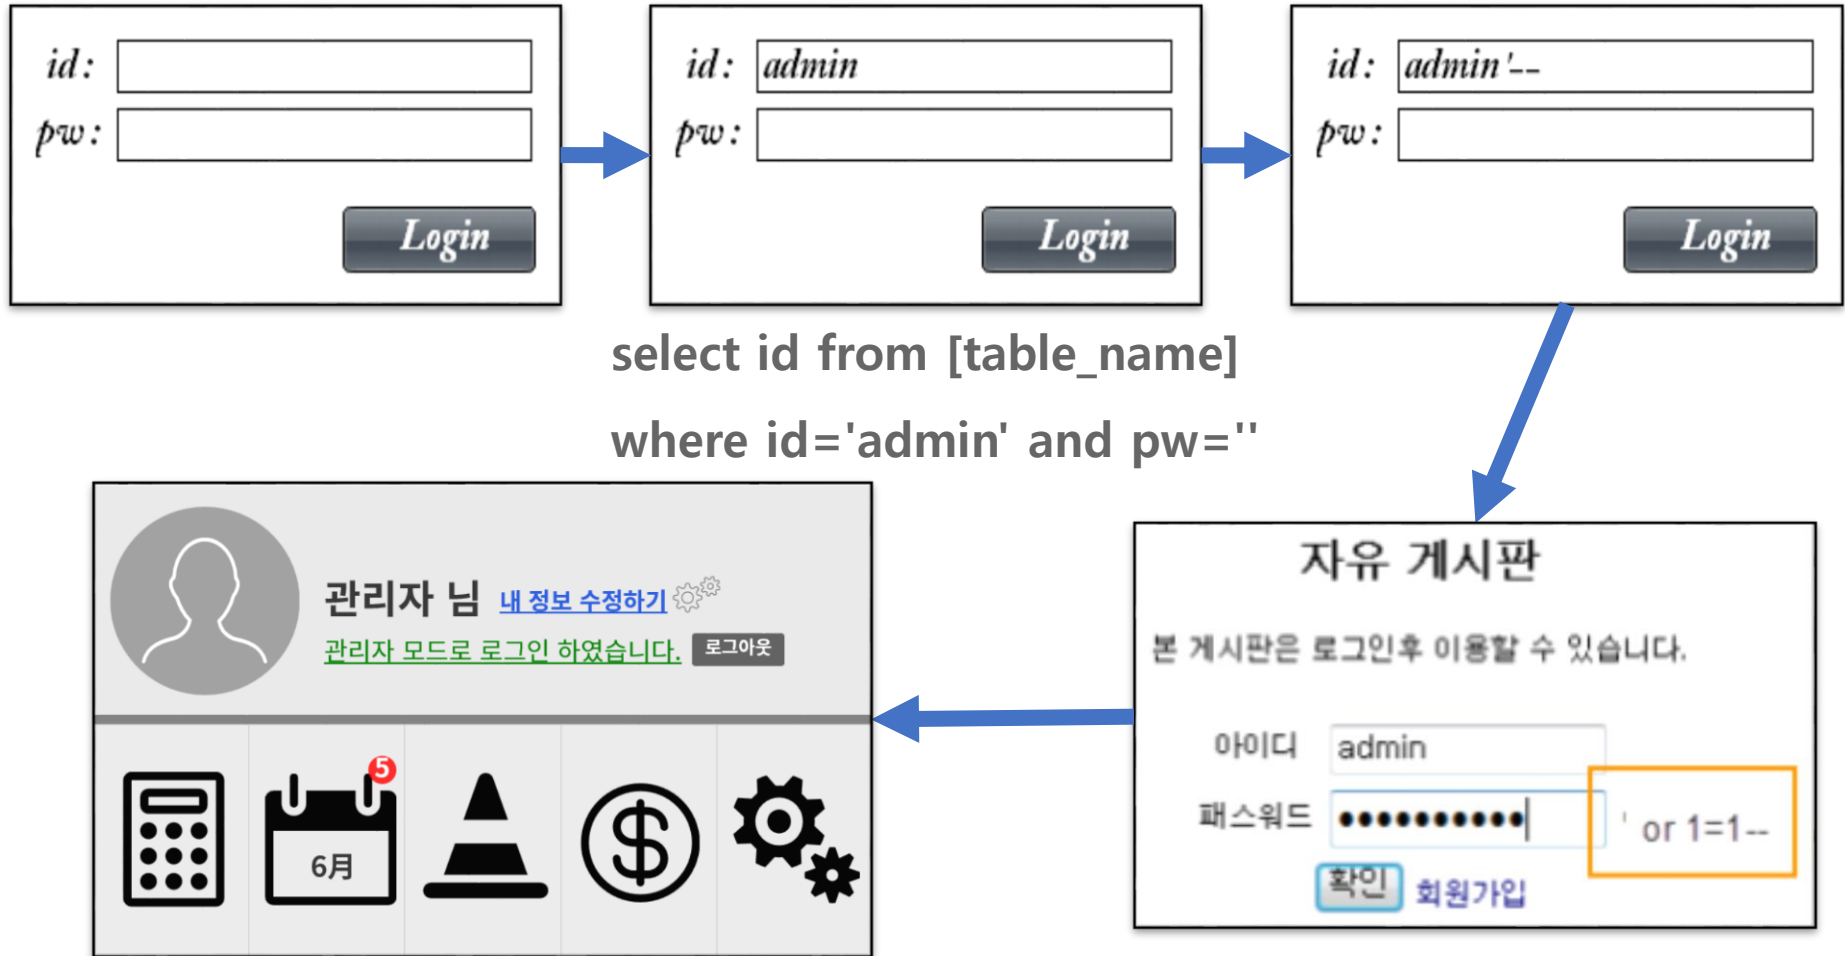 id:
pw:
Login
id: admin
pw:
Login
id: admin'--
pw:
Login
select id from [table_name]
where id='admin' and pw=''
관리자 님 내 정보 수정하기
관리자 모드로 로그인 하였습니다. 로그아웃
5
6月
자유 게시판
본 게시판은 로그인후 이용할 수 있습니다.
아이디 admin
패스워드 ●●●●●●●●●● ' or 1=1--
확인 회원가입